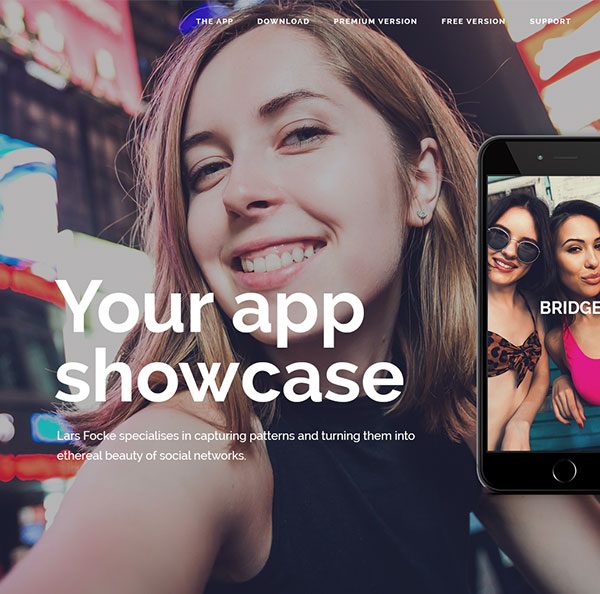 THE APP DOWNLOAD PREMIUM VERSION FREE VERSION SUPPORT
Your app
showcase
BRIDGE
Lars Focke specialises in capturing patterns and turning them into
ethereal beauty of social networks.